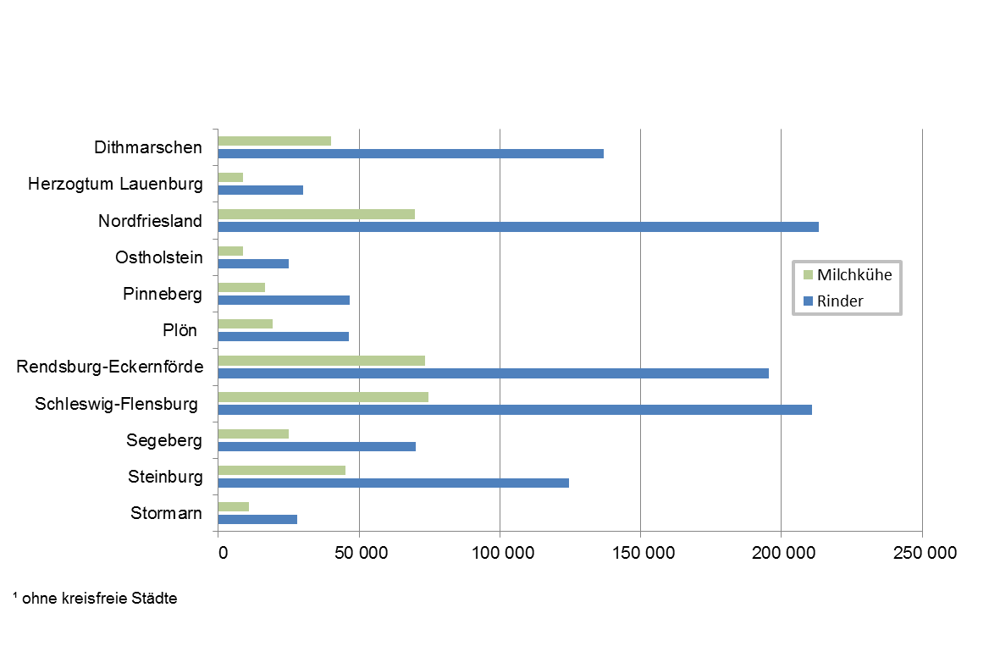 Dithmarschen
Herzogtum Lauenburg
Nordfriesland
Ostholstein
Pinneberg
Plön
Rendsburg-Eckernförde
Schleswig-Flensburg
Segeberg
Steinburg
Stormarn
Milchkühe
Rinder
0 50 000 100 000 150 000 200 000 250 000
¹ ohne kreisfreie Städte